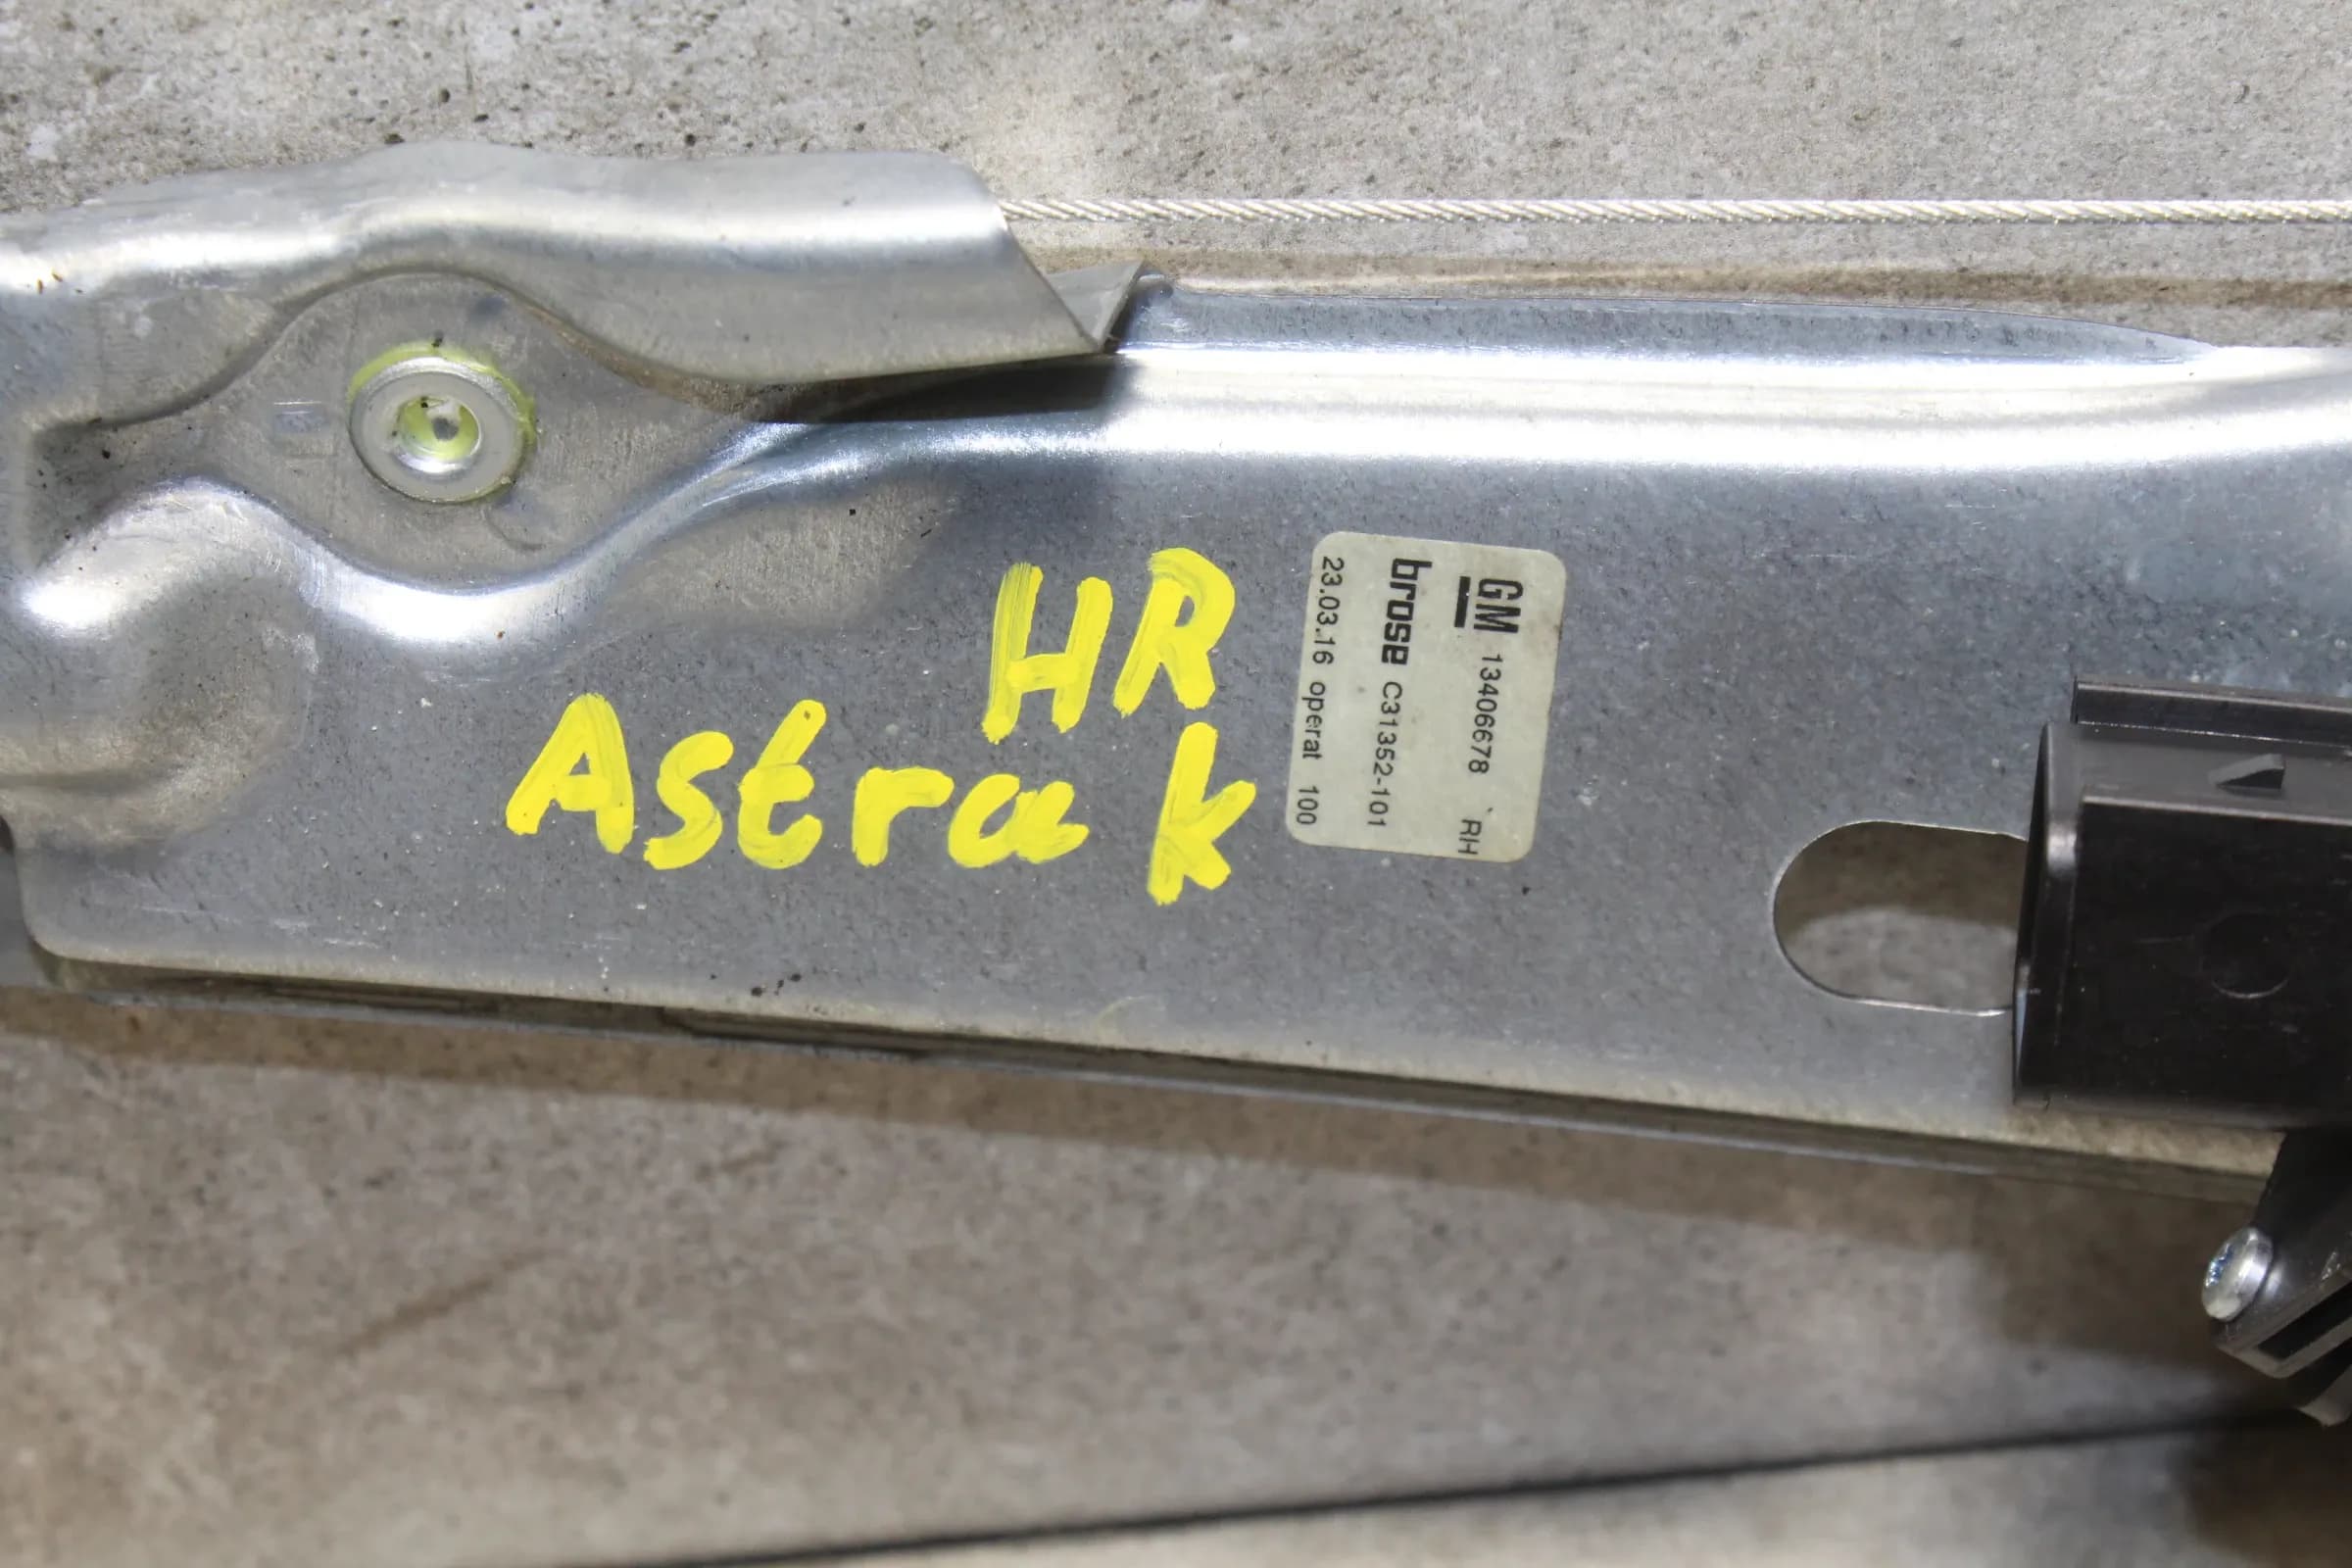 HR
Astra k
GM 13406678 RH
brose C31352-101
23.03.16 operat 100